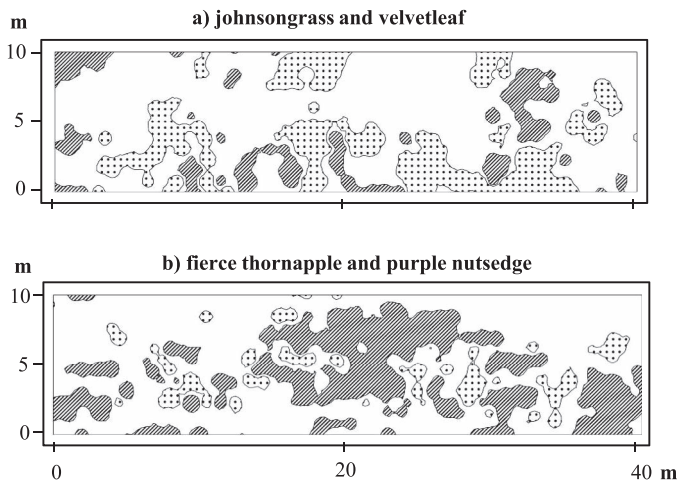 a) johnsongrass and velvetleaf
m
10
5
0
b) fierce thornapple and purple nutsedge
m
10
5
0
0 20 40 m